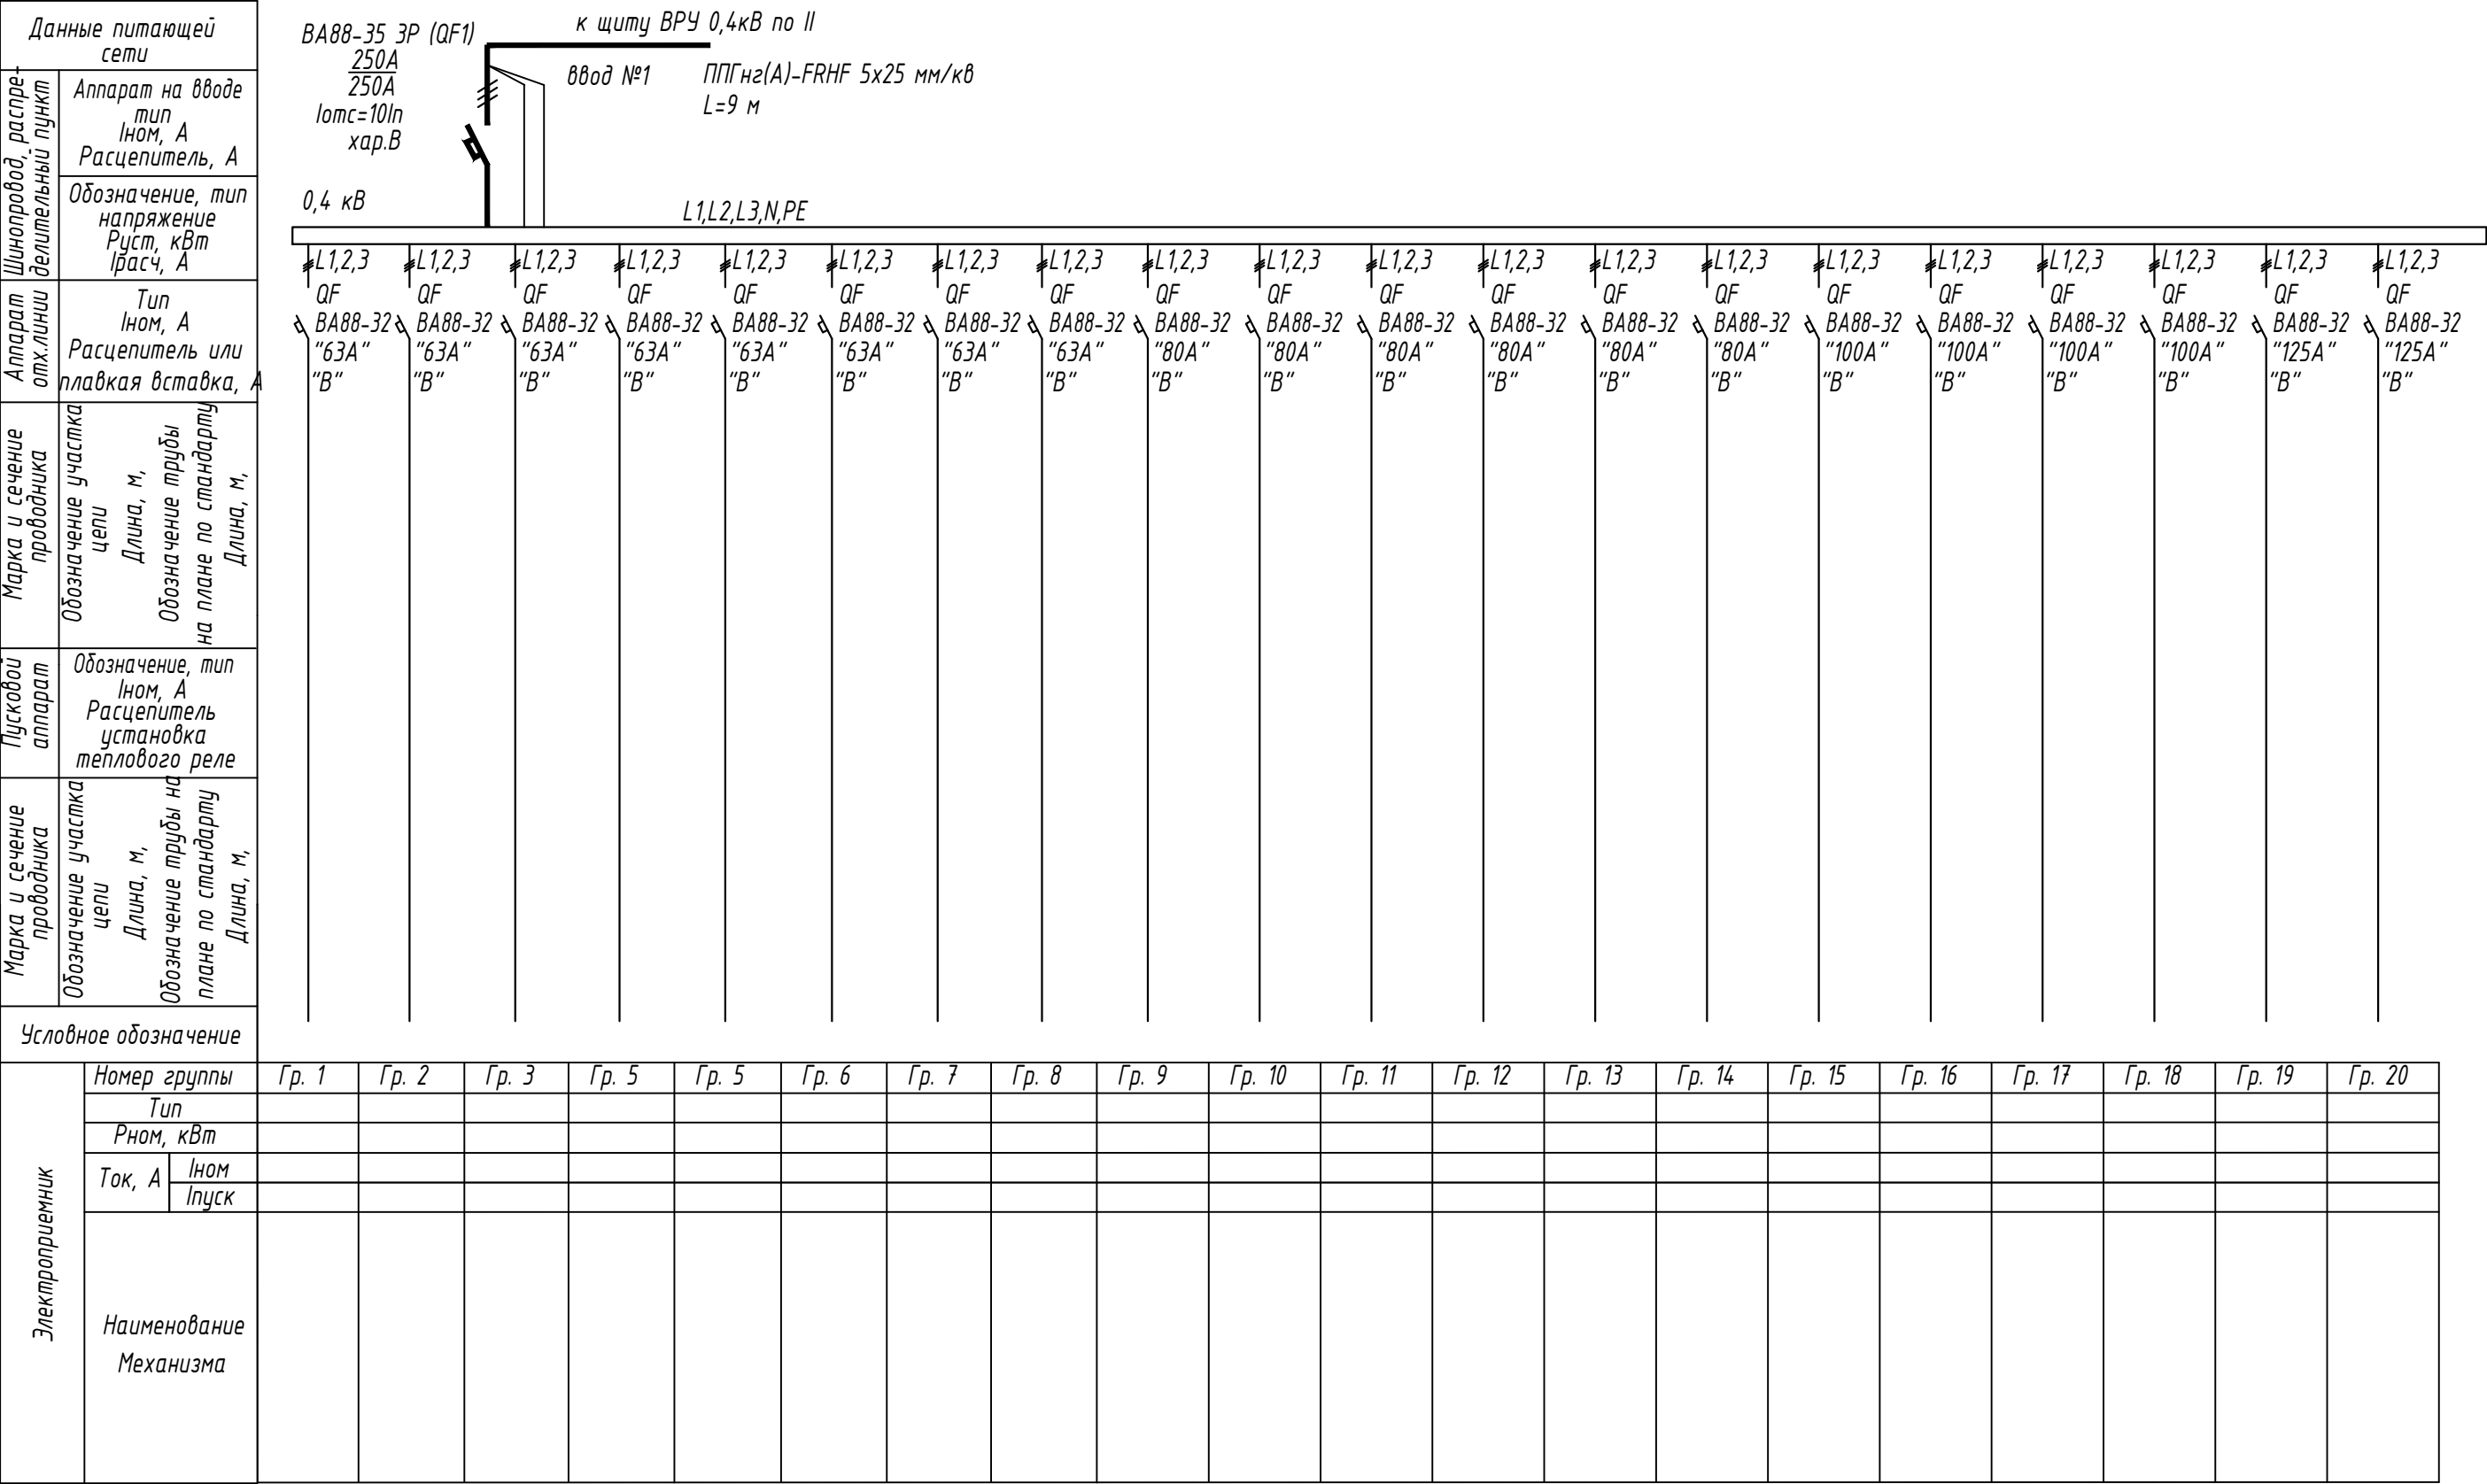 Данные питающей
сети
Шинопровод, распре-
делительный пункт
Аппарат на вводе
тип
Iном, А
Расцепитель, А
Обозначение, тип
напряжение
Руст, кВт
Iрасч, А
Аппарат
отх.линии
Тип
Iном, А
Расцепитель или
плавкая вставка, А
Марка и сечение
проводника
Обозначение участка
цепи
Длина, м,
Обозначение трубы
на плане по стандарту
Длина, м,
Пусковой
аппарат
Обозначение, тип
Iном, А
Расцепитель
установка
теплового реле
Марка и сечение
проводника
Обозначение участка
цепи
Длина, м,
Обозначение трубы на
плане по стандарту
Длина, м,
Условное обозначение
ВА88-35 3Р (QF1)
250А
250А
Iотс=10In
хар.В
к щиту ВРУ 0,4кВ по II
ввод №1
ППГнг(А)-FRHF 5х25 мм/кв
L=9 м
0,4 кВ
L1,L2,L3,N,PE
L1,2,3 L1,2,3 L1,2,3 L1,2,3 L1,2,3 L1,2,3 L1,2,3 L1,2,3 L1,2,3 L1,2,3 L1,2,3 L1,2,3 L1,2,3 L1,2,3 L1,2,3 L1,2,3 L1,2,3 L1,2,3 L1,2,3 L1,2,3
QF QF QF QF QF QF QF QF QF QF QF QF QF QF QF QF QF QF QF QF
ВА88-32 ВА88-32 ВА88-32 ВА88-32 ВА88-32 ВА88-32 ВА88-32 ВА88-32 ВА88-32 ВА88-32 ВА88-32 ВА88-32 ВА88-32 ВА88-32 ВА88-32 ВА88-32 ВА88-32 ВА88-32 ВА88-32 ВА88-32
"63А" "63А" "63А" "63А" "63А" "63А" "63А" "63А" "80А" "80А" "80А" "80А" "80А" "80А" "100А" "100А" "100А" "100А" "125А" "125А"
"В" "В" "В" "В" "В" "В" "В" "В" "В" "В" "В" "В" "В" "В" "В" "В" "В" "В" "В" "В"
Электроприемник
Номер группы Гр. 1 Гр. 2 Гр. 3 Гр. 5 Гр. 5 Гр. 6 Гр. 7 Гр. 8 Гр. 9 Гр. 10 Гр. 11 Гр. 12 Гр. 13 Гр. 14 Гр. 15 Гр. 16 Гр. 17 Гр. 18 Гр. 19 Гр. 20
Тип
Рном, кВт
Ток, А
Iном
Iпуск
Наименование
Механизма